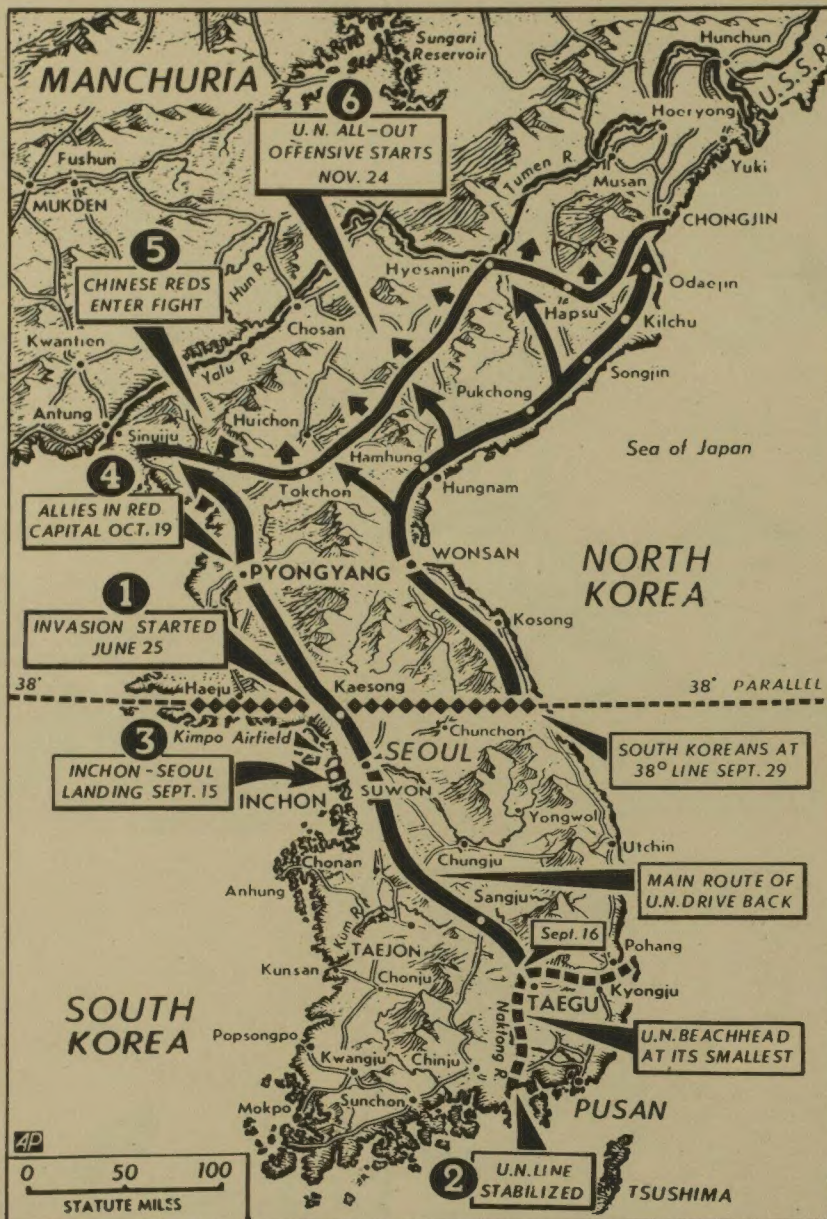 MANCHURIA
Sungari
Reservoir
Hunchun
U.S.S.R.
6
U.N. ALL-OUT
OFFENSIVE STARTS
NOV. 24
Hoeryong
Fushun
MUKDEN
Tumen R.
Musan
Yuki
CHONGJIN
5
CHINESE REDS
ENTER FIGHT
Hun R.
Hyesanjin
Odaejin
Hapsu
Chosan
Kilchu
Kwantien
Yalu R.
Songjin
Pukchong
Antung
Huichon
Sinuiju
Sea of Japan
Hamhung
4
ALLIES IN RED
CAPITAL OCT. 19
Tokchon
Hungnam
WONSAN
NORTH
KOREA
PYONGYANG
1
INVASION STARTED
JUNE 25
Kosong
38°
Haeju
Kaesong
38° PARALLEL
3
Kimpo Airfield
Chunchon
SEOUL
SOUTH KOREANS AT
38° LINE SEPT. 29
INCHON-SEOUL
LANDING SEPT. 15
INCHON
SUWON
Yongwol
Utchin
Chungju
Chonan
MAIN ROUTE OF
U.N. DRIVE BACK
Anhung
Sangju
Kum R.
Sept. 16
Pohang
TAEJON
Kunsan
Chonju
TAEGU
Kyongju
SOUTH
KOREA
Naktong R.
U.N. BEACHHEAD
AT ITS SMALLEST
Popsongpo
Kwangju
Chinju
Sunchon
PUSAN
Mokpo
AP
0 50 100
STATUTE MILES
2
U.N. LINE
STABILIZED
TSUSHIMA